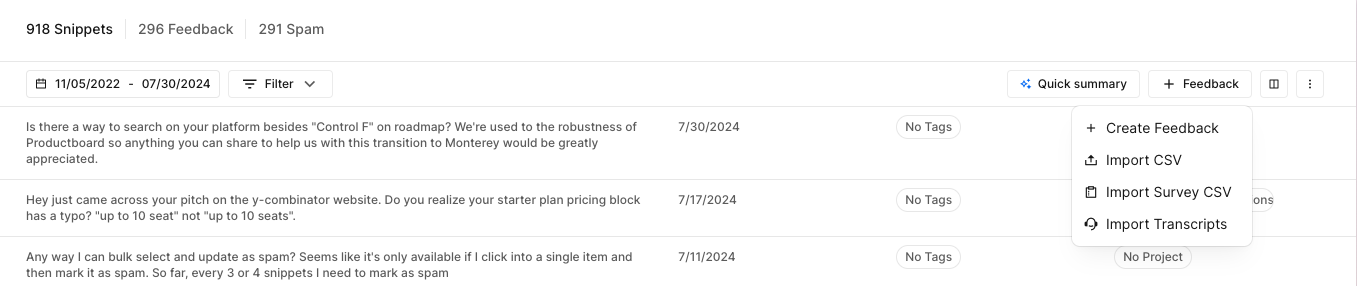 918 Snippets 296 Feedback 291 Spam
11/05/2022 - 07/30/2024 Filter Quick summary + Feedback
Is there a way to search on your platform besides "Control F" on roadmap? We're used to the robustness of
Productboard so anything you can share to help us with this transition to Monterey would be greatly
appreciated.
7/30/2024
No Tags
+ Create Feedback
Import CSV
Import Survey CSV
Import Transcripts
Hey just came across your pitch on the y-combinator website. Do you realize your starter plan pricing block
has a typo? "up to 10 seat" not "up to 10 seats".
7/17/2024
No Tags
ons
Any way I can bulk select and update as spam? Seems like it's only available if I click into a single item and
then mark it as spam. So far, every 3 or 4 snippets I need to mark as spam
7/11/2024
No Tags
No Project